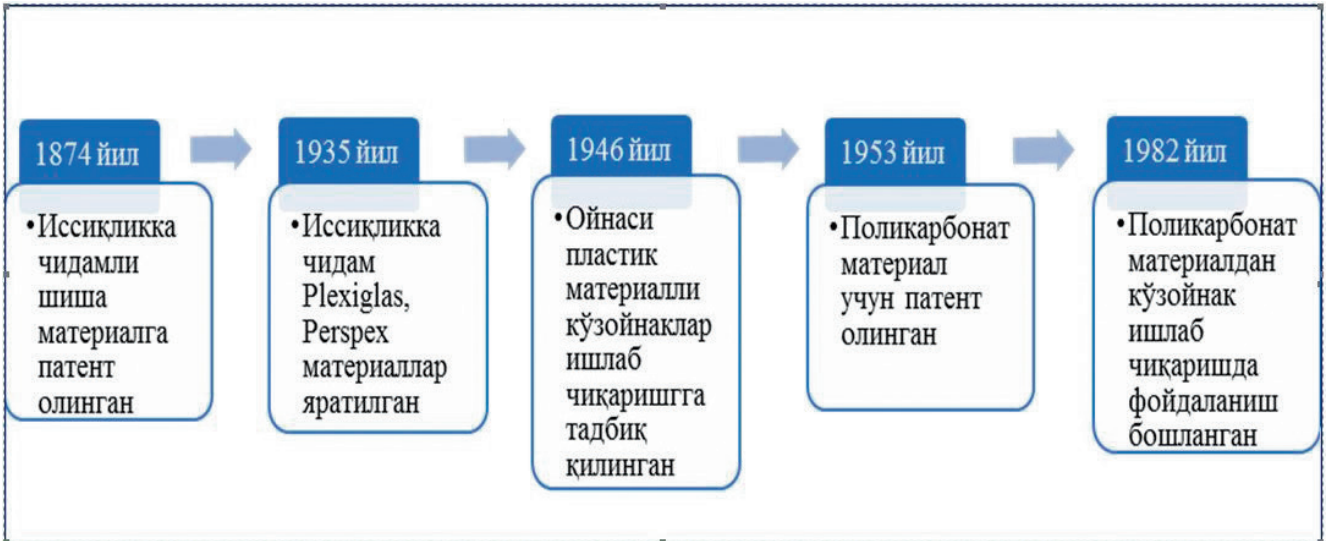 1874 йил
•Иссиқликка
чидамли
шиша
материалга
патент
олинган
1935 йил
•Иссиқликка
чидам
Plexiglas,
Perspex
материаллар
яратилган
1946 йил
•Ойнаси
пластик
материалли
кўзойнаклар
ишлаб
чиқаришгга
тадбиқ
қилинган
1953 йил
•Поликарбонат
материал
учун патент
олинган
1982 йил
•Поликарбонат
материалдан
кўзойнак
ишлаб
чиқаришда
фойдаланиш
бошланган